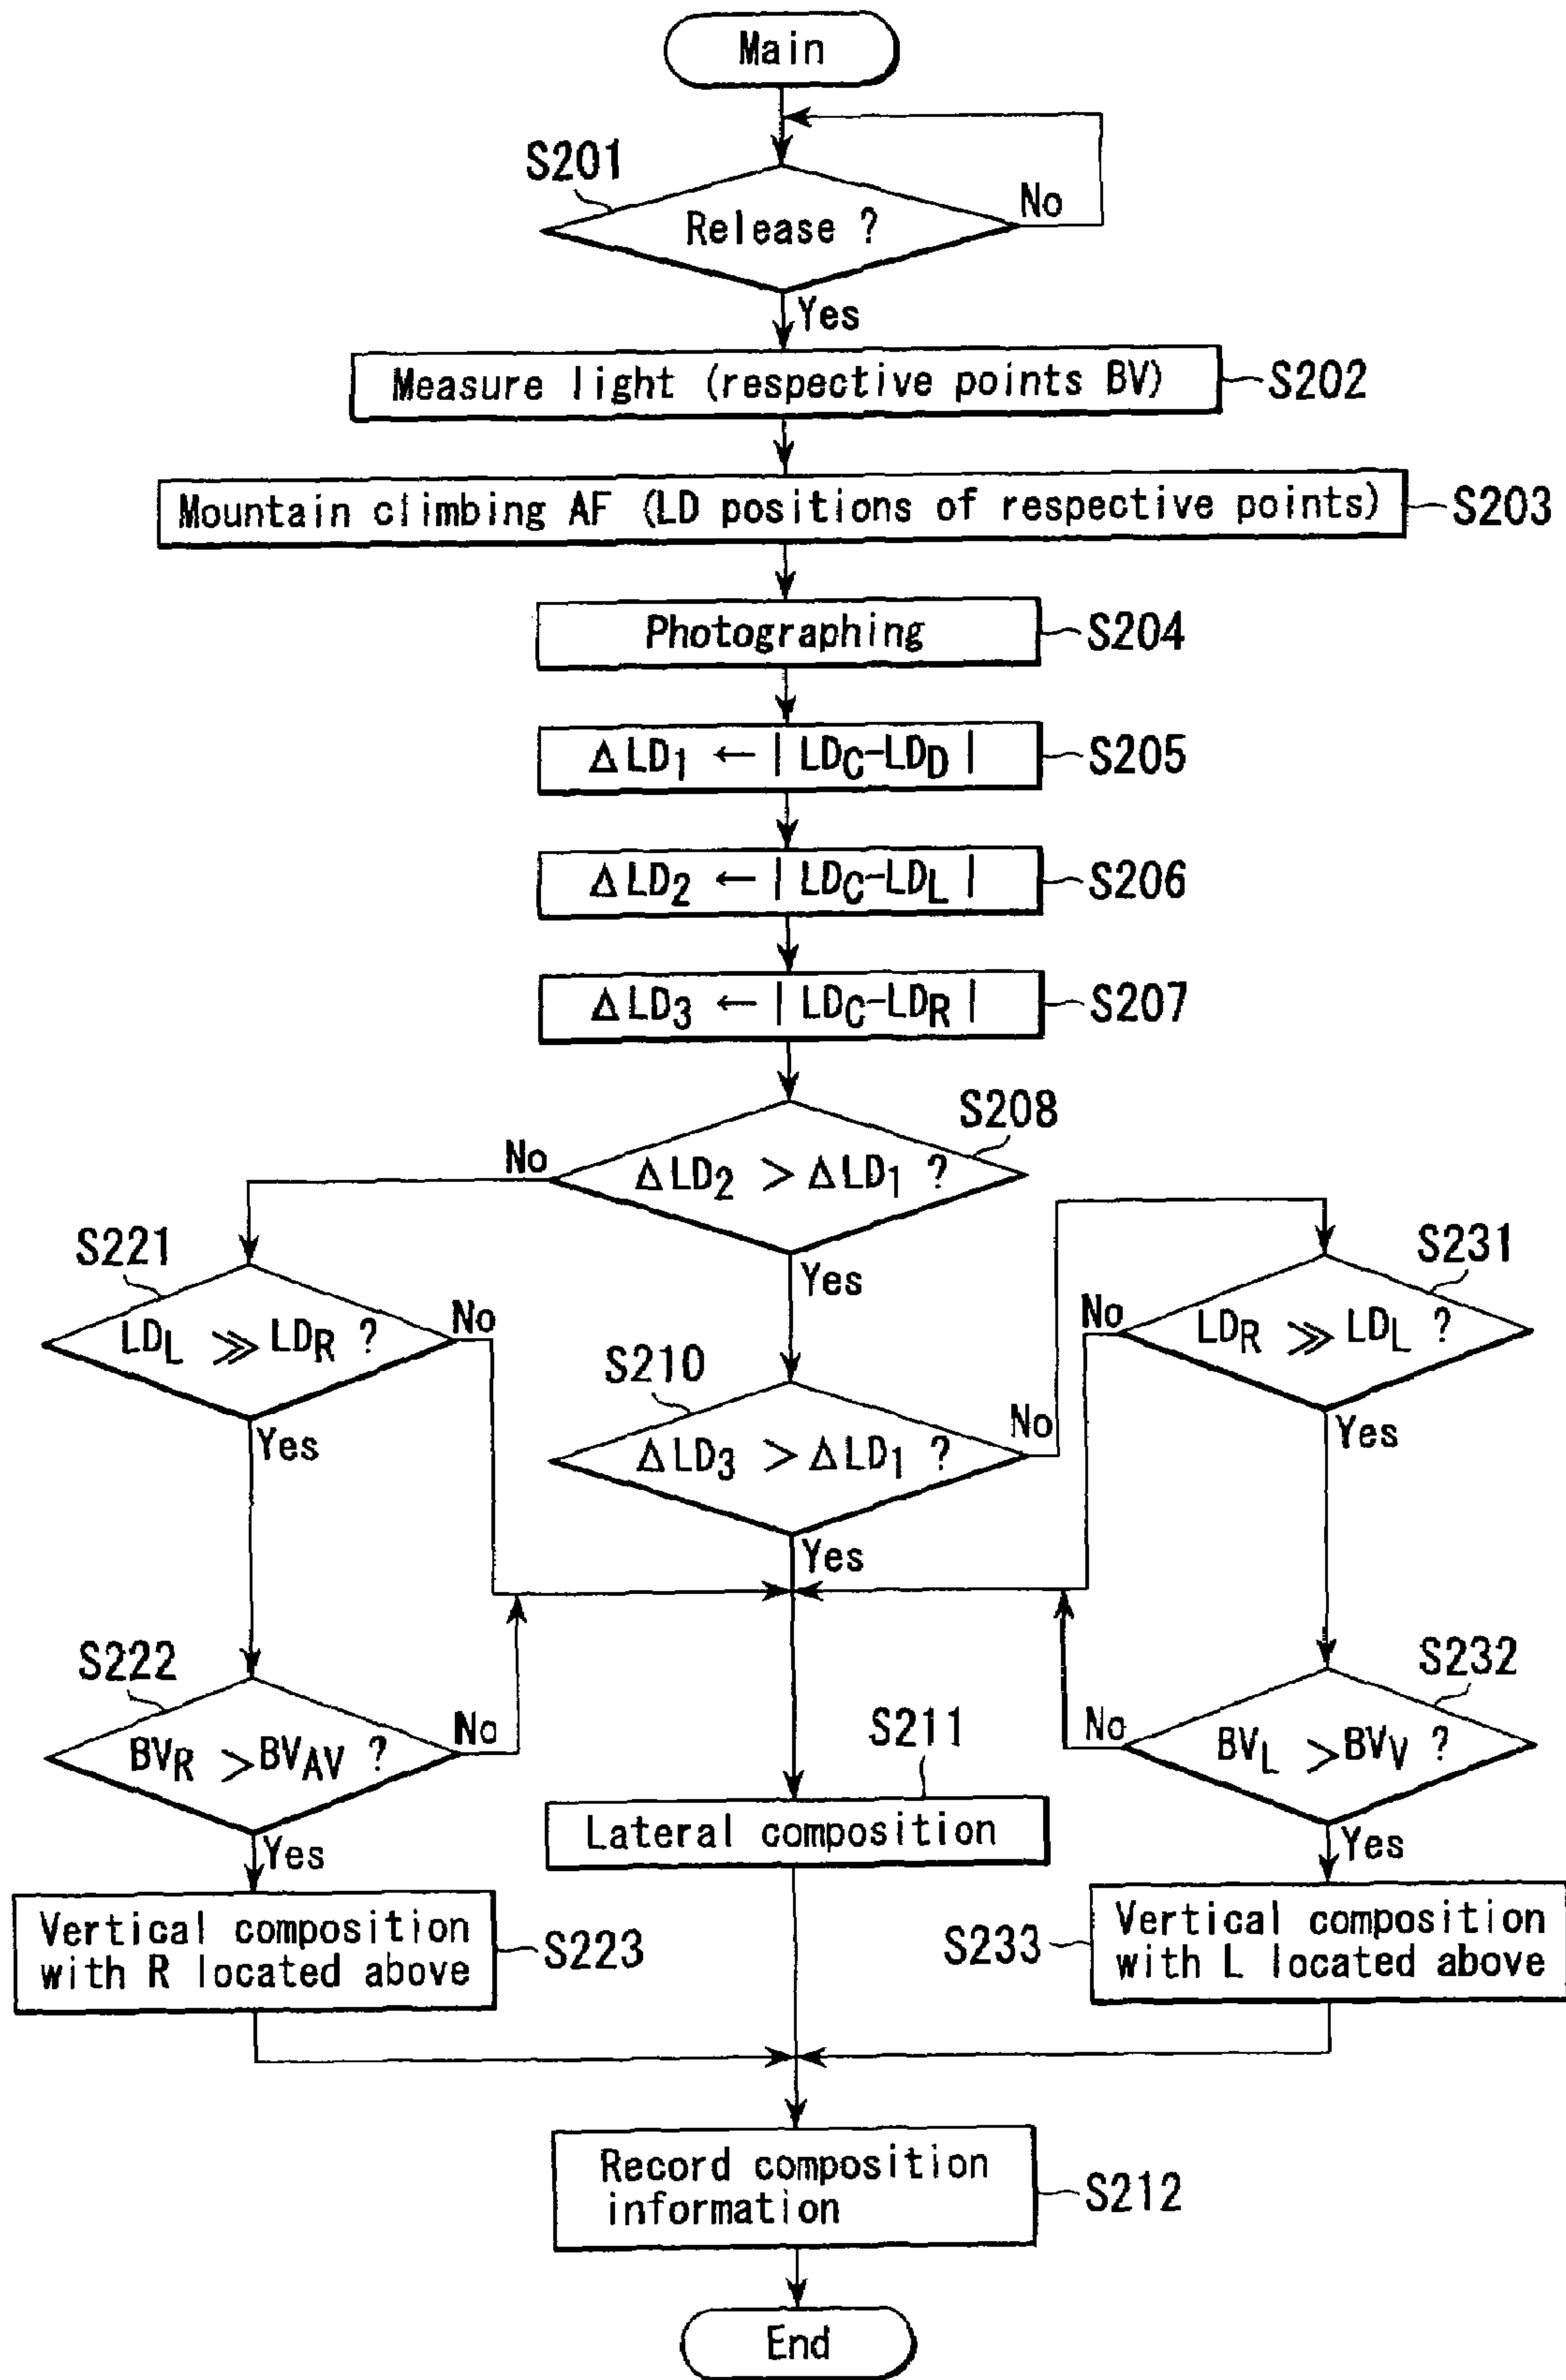 Main
S201
Release ?
No
Yes
Measure light (respective points BV)
S202
Mountain climbing AF (LD positions of respective points)
S203
Photographing
S204
ΔLD1 ← | LDC-LDD |
S205
ΔLD2 ← | LDC-LDL |
S206
ΔLD3 ← | LDC-LDR |
S207
S208
ΔLD2 > ΔLD1 ?
No
Yes
S221
LDL ≫ LDR ?
No
Yes
S210
ΔLD3 > ΔLD1 ?
No
Yes
S231
LDR ≫ LDL ?
No
Yes
S222
BVR > BVAV ?
No
Yes
S211
Lateral composition
S232
BVL > BVV ?
No
Yes
Vertical composition
with R located above
S223
S233
Vertical composition
with L located above
Record composition
information
S212
End